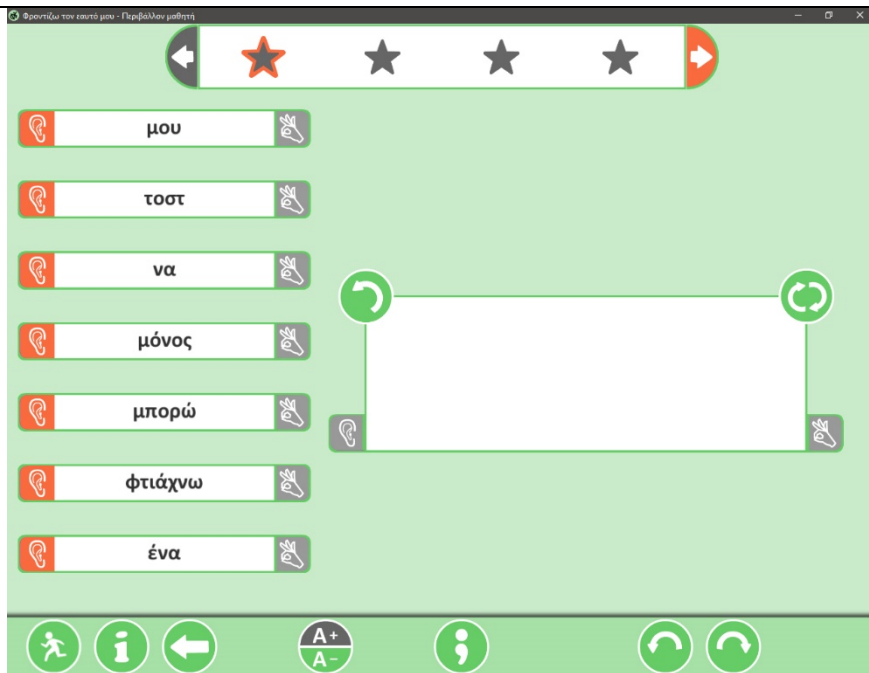 Φροντίζω τον εαυτό μου - Περιβάλλον μαθητή
μου
τοστ
να
μόνος
μπορώ
φτιάχνω
ένα
A+
A-